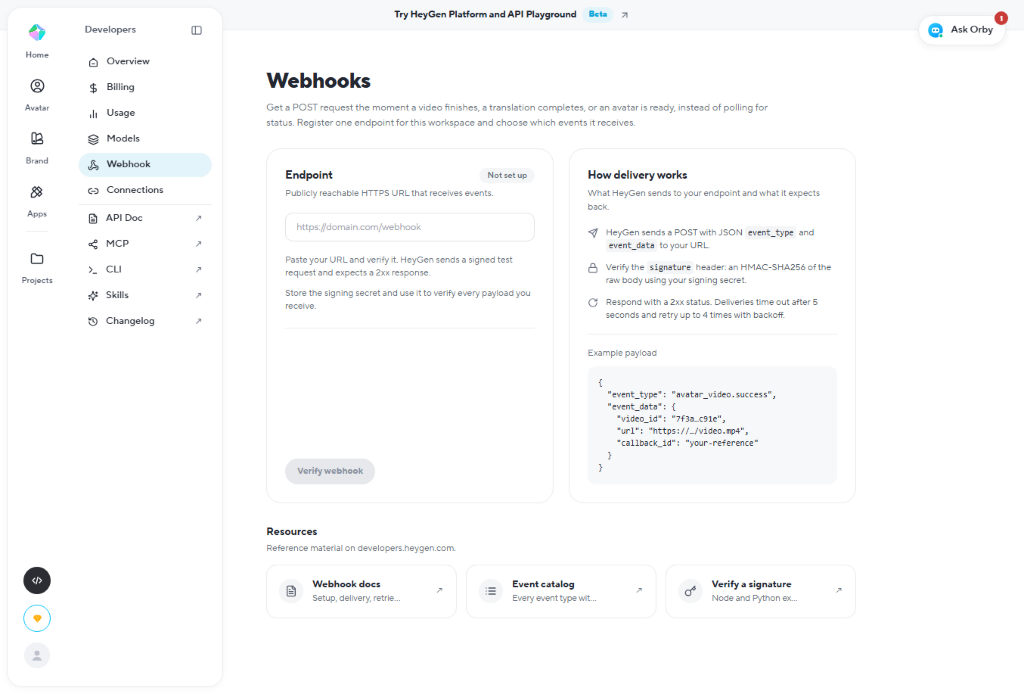 Try HeyGen Platform and API Playground Beta
Ask Orby
1
Home
Avatar
Brand
Apps
Projects
Developers
Overview
Billing
Usage
Models
Webhook
Connections
API Doc
MCP
CLI
Skills
Changelog
Webhooks
Get a POST request the moment a video finishes, a translation completes, or an avatar is ready, instead of polling for
status. Register one endpoint for this workspace and choose which events it receives.
Endpoint
Not set up
Publicly reachable HTTPS URL that receives events.
https://domain.com/webhook
Paste your URL and verify it. HeyGen sends a signed test
request and expects a 2xx response.
Store the signing secret and use it to verify every payload you
receive.
Verify webhook
How delivery works
What HeyGen sends to your endpoint and what it expects
back.
HeyGen sends a POST with JSON event_type and
event_data to your URL.
Verify the signature header: an HMAC-SHA256 of the
raw body using your signing secret.
Respond with a 2xx status. Deliveries time out after 5
seconds and retry up to 4 times with backoff.
Example payload
{
"event_type": "avatar_video.success",
"event_data": {
"video_id": "7f3a…c91e",
"url": "https://…/video.mp4",
"callback_id": "your-reference"
}
}
Resources
Reference material on developers.heygen.com.
Webhook docs
Setup, delivery, retrie...
Event catalog
Every event type wit...
Verify a signature
Node and Python ex...